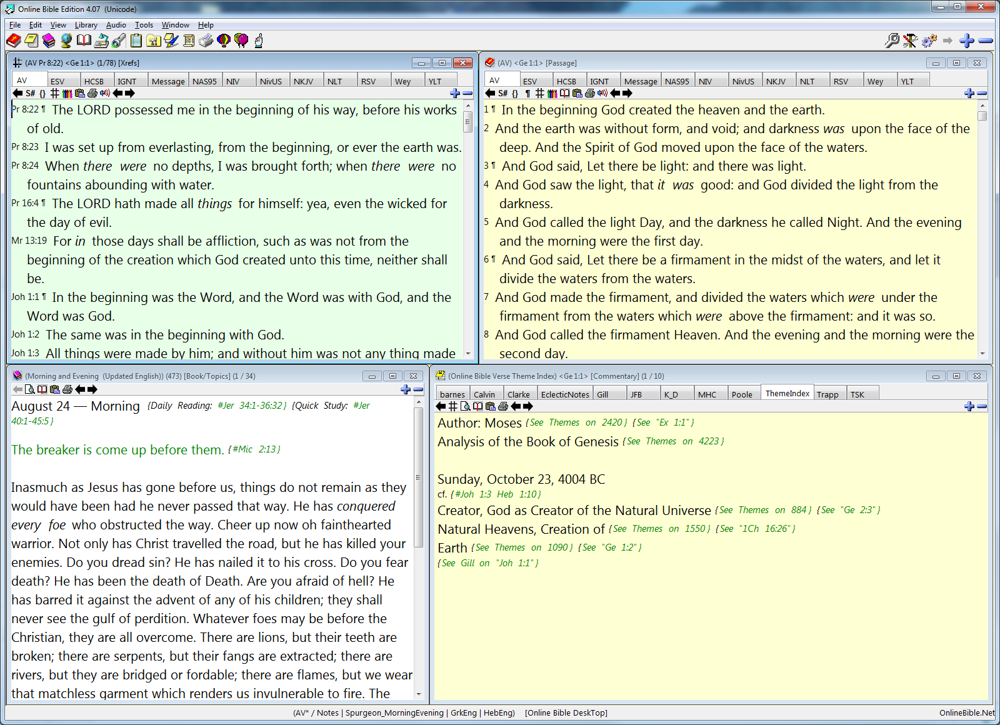 Online Bible Edition 4.07 (Unicode)
File Edit View Library Audio Tools Window Help
(AV Pr 8:22) <Ge 1:1> (1/78) [Xrefs]
AV ESV HCSB IGNT Message NAS95 NIV NivUS NKJV NLT RSV Wey YLT
S# {}
Pr 8:22 ¶ The LORD possessed me in the beginning of his way, before his works
of old.
Pr 8:23 I was set up from everlasting, from the beginning, or ever the earth was.
Pr 8:24 When there were no depths, I was brought forth; when there were no
fountains abounding with water.
Pr 16:4 ¶ The LORD hath made all things for himself: yea, even the wicked for
the day of evil.
Mr 13:19 For in those days shall be affliction, such as was not from the
beginning of the creation which God created unto this time, neither shall
be.
Joh 1:1 ¶ In the beginning was the Word, and the Word was with God, and the
Word was God.
Joh 1:2 The same was in the beginning with God.
Joh 1:3 All things were made by him; and without him was not any thing made
(AV) <Ge 1:1> [Passage]
AV ESV HCSB IGNT Message NAS95 NIV NivUS NKJV NLT RSV Wey YLT
S# {} ¶
1 ¶ In the beginning God created the heaven and the earth.
2 And the earth was without form, and void; and darkness was upon the face of the
deep. And the Spirit of God moved upon the face of the waters.
3 ¶ And God said, Let there be light: and there was light.
4 And God saw the light, that it was good: and God divided the light from the
darkness.
5 And God called the light Day, and the darkness he called Night. And the evening
and the morning were the first day.
6 ¶ And God said, Let there be a firmament in the midst of the waters, and let it
divide the waters from the waters.
7 And God made the firmament, and divided the waters which were under the
firmament from the waters which were above the firmament: and it was so.
8 And God called the firmament Heaven. And the evening and the morning were the
second day.
(Morning and Evening (Updated English)) (473) [Book/Topics] (1 / 34)
August 24 — Morning {Daily Reading: #Jer 34:1-36:32} {Quick Study: #Jer
40:1-45:5}
The breaker is come up before them. {#Mic 2:13}
Inasmuch as Jesus has gone before us, things do not remain as they
would have been had he never passed that way. He has conquered
every foe who obstructed the way. Cheer up now oh fainthearted
warrior. Not only has Christ travelled the road, but he has killed your
enemies. Do you dread sin? He has nailed it to his cross. Do you fear
death? He has been the death of Death. Are you afraid of hell? He
has barred it against the advent of any of his children; they shall
never see the gulf of perdition. Whatever foes may be before the
Christian, they are all overcome. There are lions, but their teeth are
broken; there are serpents, but their fangs are extracted; there are
rivers, but they are bridged or fordable; there are flames, but we wear
that matchless garment which renders us invulnerable to fire. The
(Online Bible Verse Theme Index) <Ge 1:1> [Commentary] (1 / 10)
barnes Calvin Clarke EclecticNotes Gill JFB K_D MHC Poole ThemeIndex Trapp TSK
Author: Moses {See Themes on 2420} {See "Ex 1:1"}
Analysis of the Book of Genesis {See Themes on 4223}
Sunday, October 23, 4004 BC
cf. {#Joh 1:3 Heb 1:10}
Creator, God as Creator of the Natural Universe {See Themes on 884} {See "Ge 2:3"}
Natural Heavens, Creation of {See Themes on 1550} {See "1Ch 16:26"}
Earth {See Themes on 1090} {See "Ge 1:2"}
{See Gill on "Joh 1:1"}
(AV* / Notes | Spurgeon_MorningEvening | GrkEng | HebEng) [Online Bible DeskTop]
OnlineBible.Net